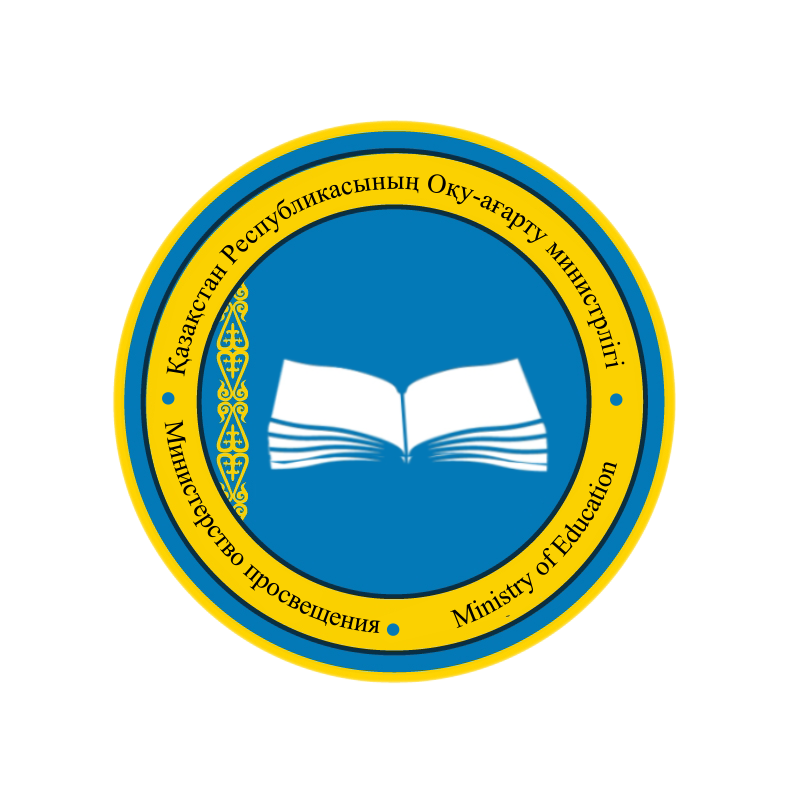 Қазақстан Республикасының Оқу-ағарту министрлігі
Министерство просвещения
Ministry of Education